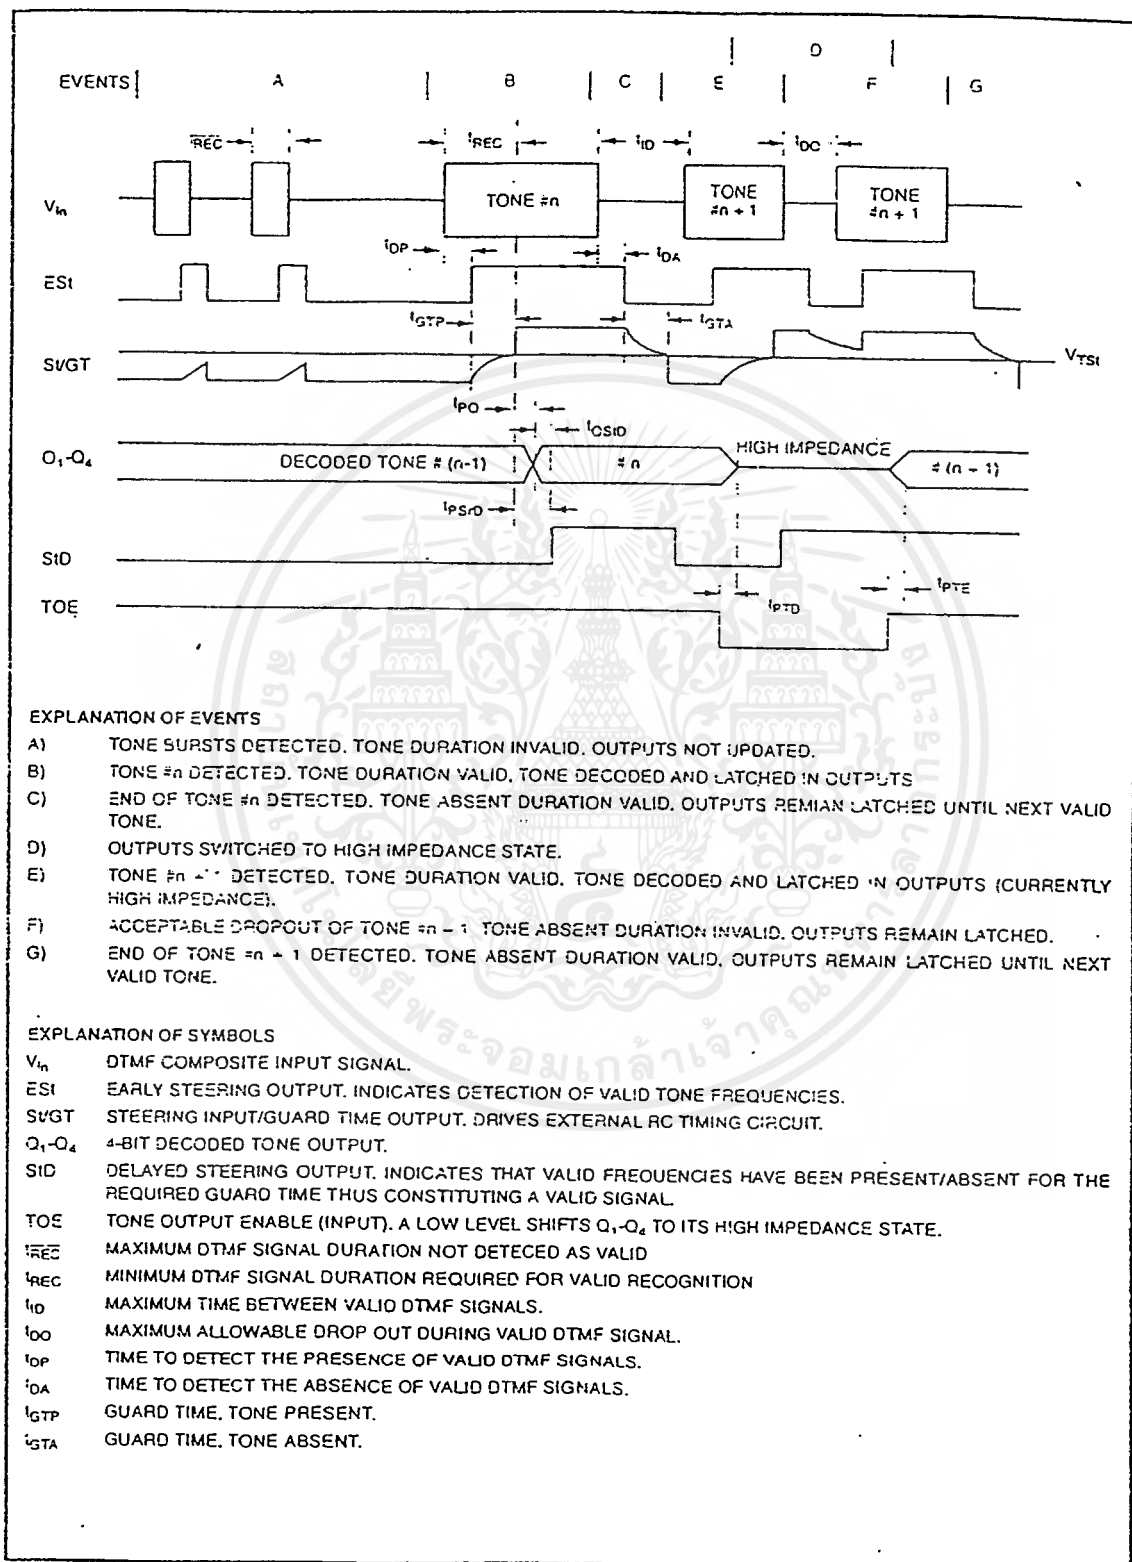 D
EVENTS A B C E F G
tREC tREC tID tDO
Vin TONE #n TONE #n + 1 TONE #n + 1
tDP tDA
ESt
tGTP tGTA
St/GT VTSt
tPQ tQStD
Q1-Q4 DECODED TONE # (n-1) # n HIGH IMPEDANCE # (n - 1)
tPSrD
StD
tPTE
TOE tPTD
EXPLANATION OF EVENTS
A) TONE BURSTS DETECTED. TONE DURATION INVALID. OUTPUTS NOT UPDATED.
B) TONE #n DETECTED. TONE DURATION VALID, TONE DECODED AND LATCHED IN OUTPUTS
C) END OF TONE #n DETECTED. TONE ABSENT DURATION VALID. OUTPUTS REMIAN LATCHED UNTIL NEXT VALID
TONE.
D) OUTPUTS SWITCHED TO HIGH IMPEDANCE STATE.
E) TONE #n + DETECTED. TONE DURATION VALID. TONE DECODED AND LATCHED IN OUTPUTS (CURRENTLY
HIGH IMPEDANCE).
F) ACCEPTABLE DROPOUT OF TONE #n - 1 TONE ABSENT DURATION INVALID. OUTPUTS REMAIN LATCHED.
G) END OF TONE #n + 1 DETECTED. TONE ABSENT DURATION VALID, OUTPUTS REMAIN LATCHED UNTIL NEXT
VALID TONE.
EXPLANATION OF SYMBOLS
Vin DTMF COMPOSITE INPUT SIGNAL.
ESt EARLY STEERING OUTPUT. INDICATES DETECTION OF VALID TONE FREQUENCIES.
St/GT STEERING INPUT/GUARD TIME OUTPUT. DRIVES EXTERNAL RC TIMING CIRCUIT.
Q1-Q4 4-BIT DECODED TONE OUTPUT.
StD DELAYED STEERING OUTPUT. INDICATES THAT VALID FREQUENCIES HAVE BEEN PRESENT/ABSENT FOR THE
REQUIRED GUARD TIME THUS CONSTITUTING A VALID SIGNAL
TOE TONE OUTPUT ENABLE (INPUT). A LOW LEVEL SHIFTS Q1-Q4 TO ITS HIGH IMPEDANCE STATE.
tREC MAXIMUM DTMF SIGNAL DURATION NOT DETECED AS VALID
tREC MINIMUM DTMF SIGNAL DURATION REQUIRED FOR VALID RECOGNITION
tID MAXIMUM TIME BETWEEN VALID DTMF SIGNALS.
tDO MAXIMUM ALLOWABLE DROP OUT DURING VALID DTMF SIGNAL.
tDP TIME TO DETECT THE PRESENCE OF VALID DTMF SIGNALS.
tDA TIME TO DETECT THE ABSENCE OF VALID DTMF SIGNALS.
tGTP GUARD TIME, TONE PRESENT.
tGTA GUARD TIME, TONE ABSENT.